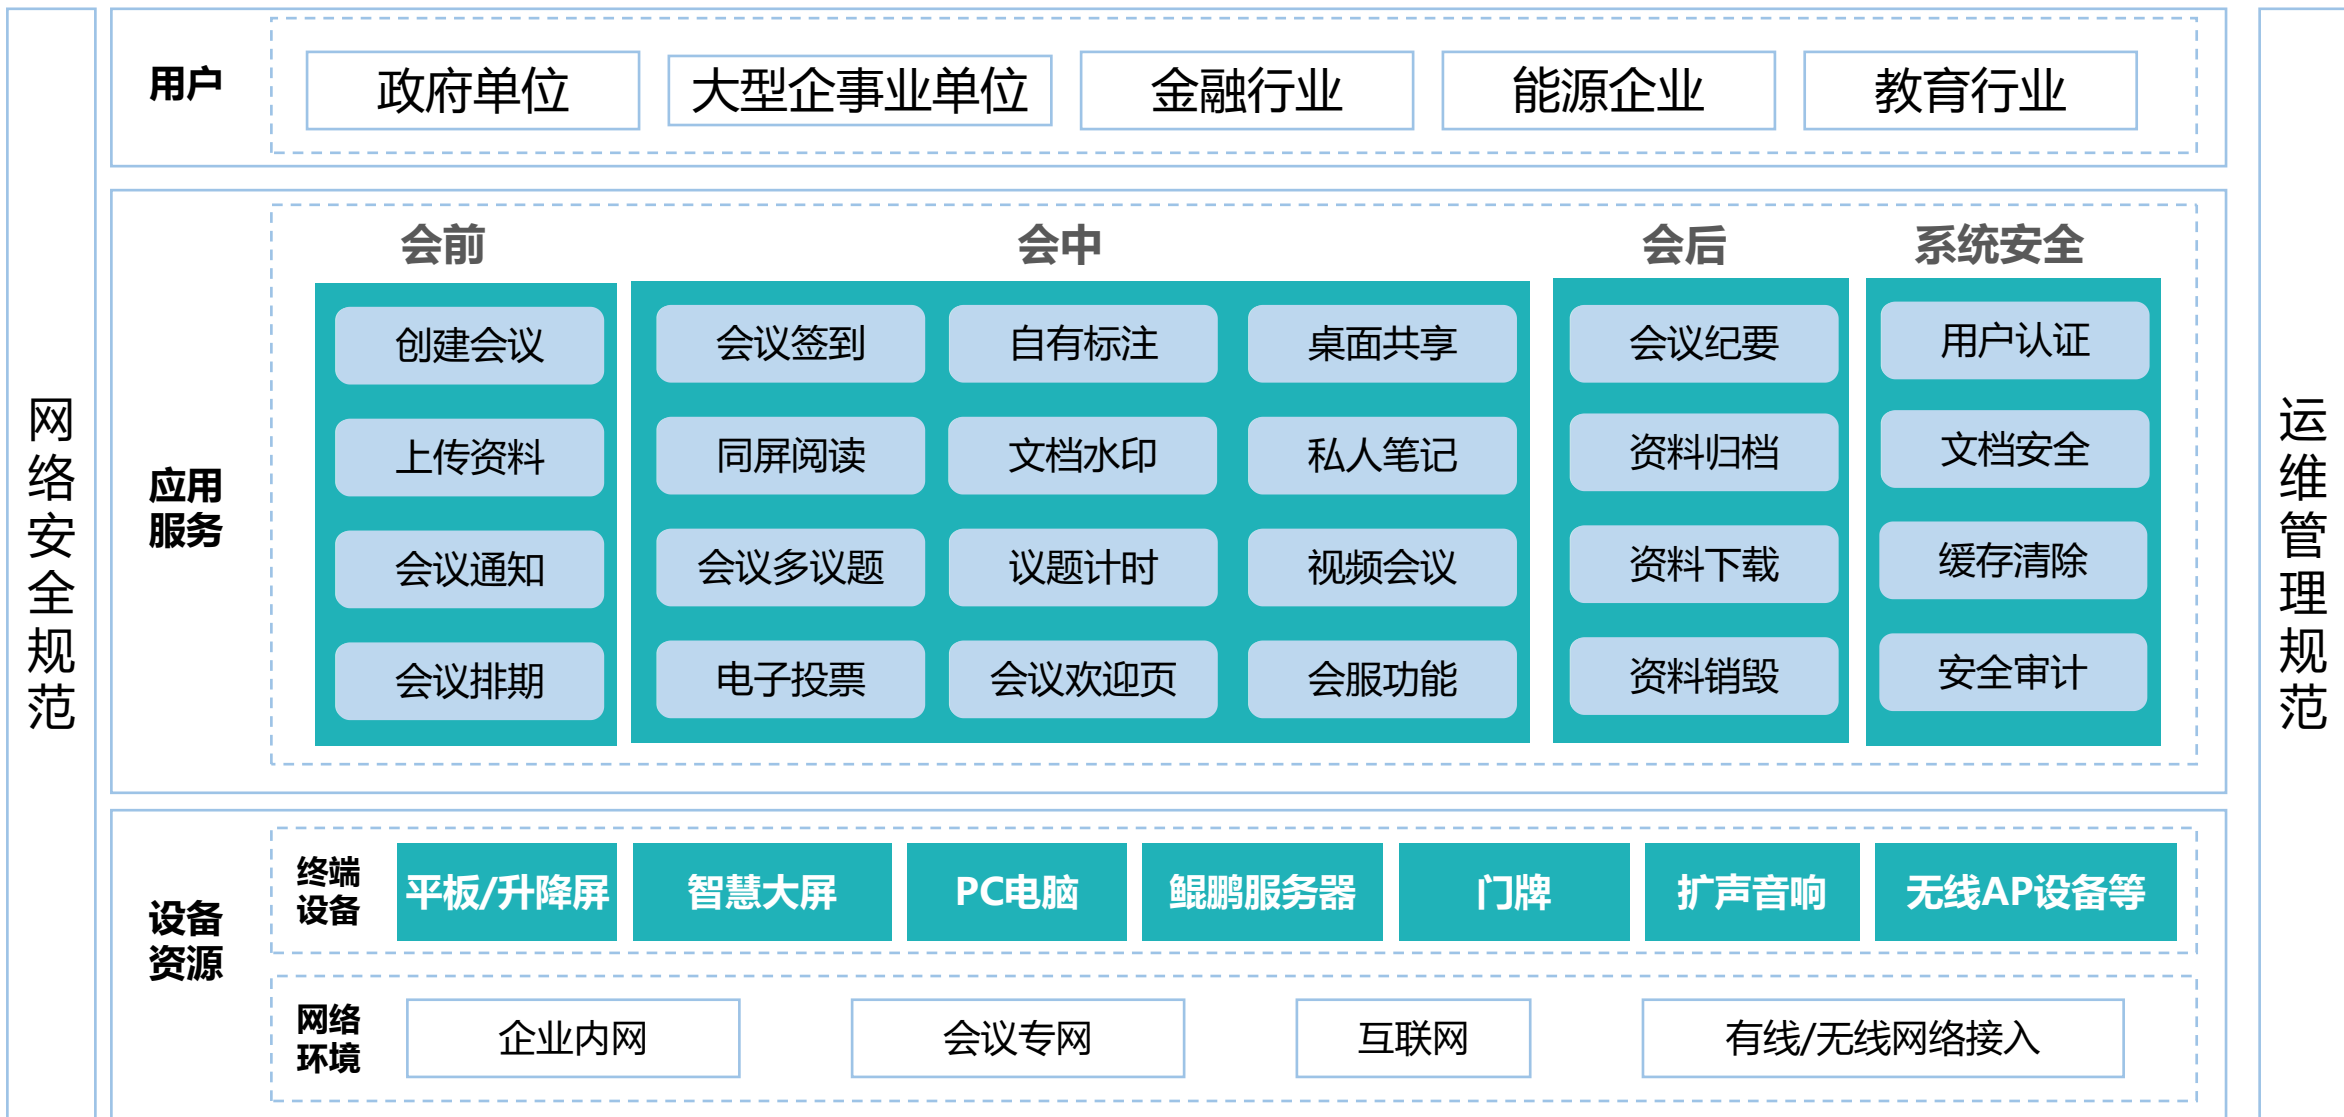 网络安全规范
用户
政府单位
大型企事业单位
金融行业
能源企业
教育行业
应用
服务
会前
会中
会后
系统安全
创建会议
会议签到
自有标注
桌面共享
会议纪要
用户认证
上传资料
同屏阅读
文档水印
私人笔记
资料归档
文档安全
会议通知
会议多议题
议题计时
视频会议
资料下载
缓存清除
会议排期
电子投票
会议欢迎页
会服功能
资料销毁
安全审计
设备
资源
终端
设备
平板/升降屏
智慧大屏
PC电脑
鲲鹏服务器
门牌
扩声音响
无线AP设备等
网络
环境
企业内网
会议专网
互联网
有线/无线网络接入
运维管理规范